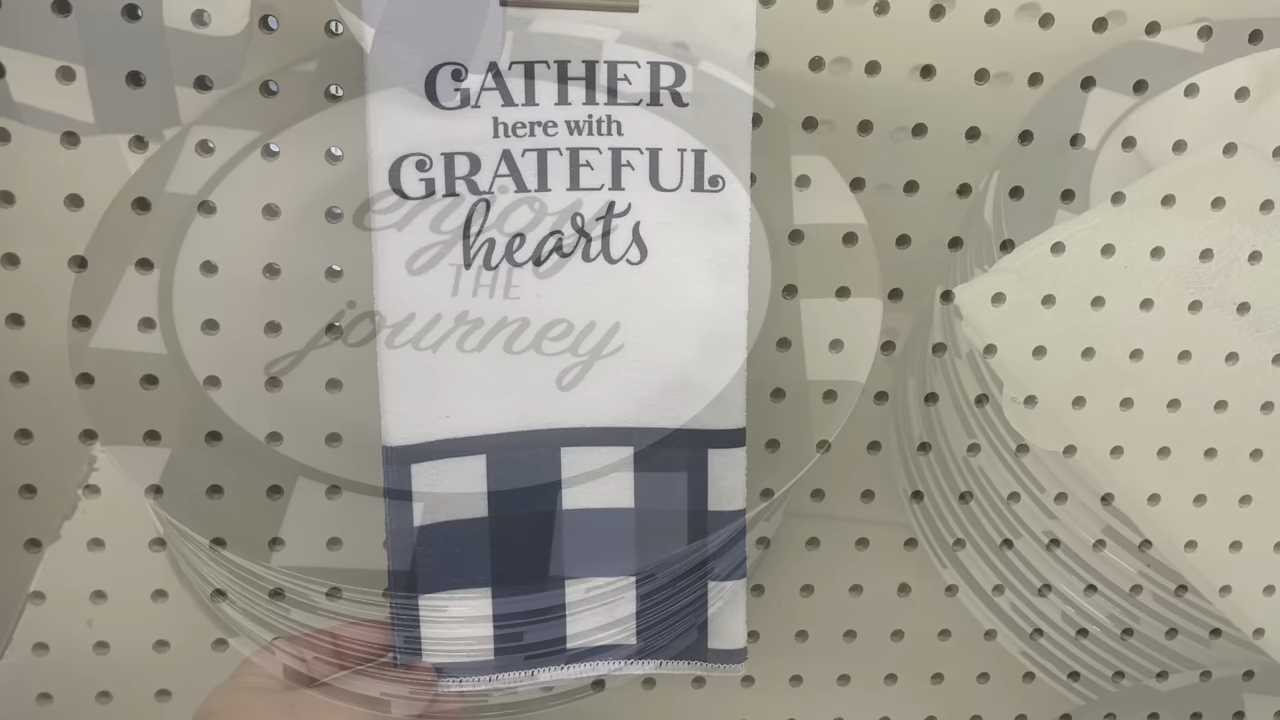 GATHER
here with
GRATEFUL
hearts
enjoy
THE
journey